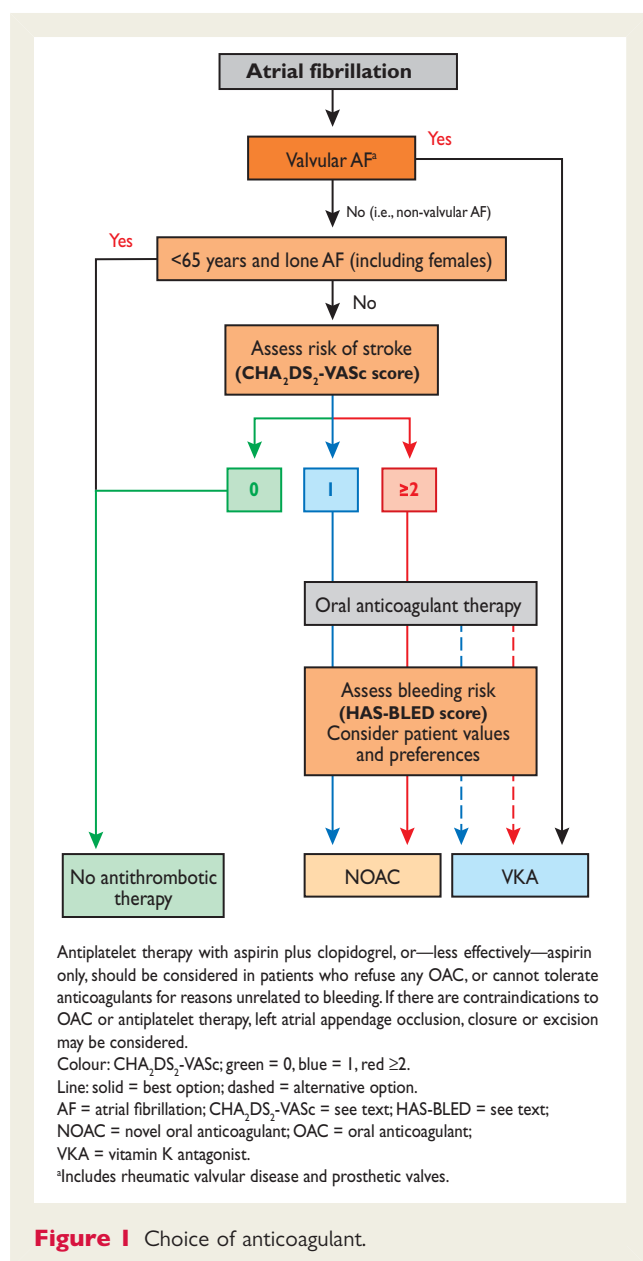 Atrial fibrillation
Yes
Valvular AFᵃ
No (i.e., non-valvular AF)
Yes
<65 years and lone AF (including females)
No
Assess risk of stroke
(CHA₂DS₂-VASc score)
0
1
≥2
Oral anticoagulant therapy
Assess bleeding risk
(HAS-BLED score)
Consider patient values
and preferences
No antithrombotic
therapy
NOAC
VKA
Antiplatelet therapy with aspirin plus clopidogrel, or—less effectively—aspirin
only, should be considered in patients who refuse any OAC, or cannot tolerate
anticoagulants for reasons unrelated to bleeding. If there are contraindications to
OAC or antiplatelet therapy, left atrial appendage occlusion, closure or excision
may be considered.
Colour: CHA₂DS₂-VASc; green = 0, blue = 1, red ≥2.
Line: solid = best option; dashed = alternative option.
AF = atrial fibrillation; CHA₂DS₂-VASc = see text; HAS-BLED = see text;
NOAC = novel oral anticoagulant; OAC = oral anticoagulant;
VKA = vitamin K antagonist.
ᵃIncludes rheumatic valvular disease and prosthetic valves.
Figure 1 Choice of anticoagulant.